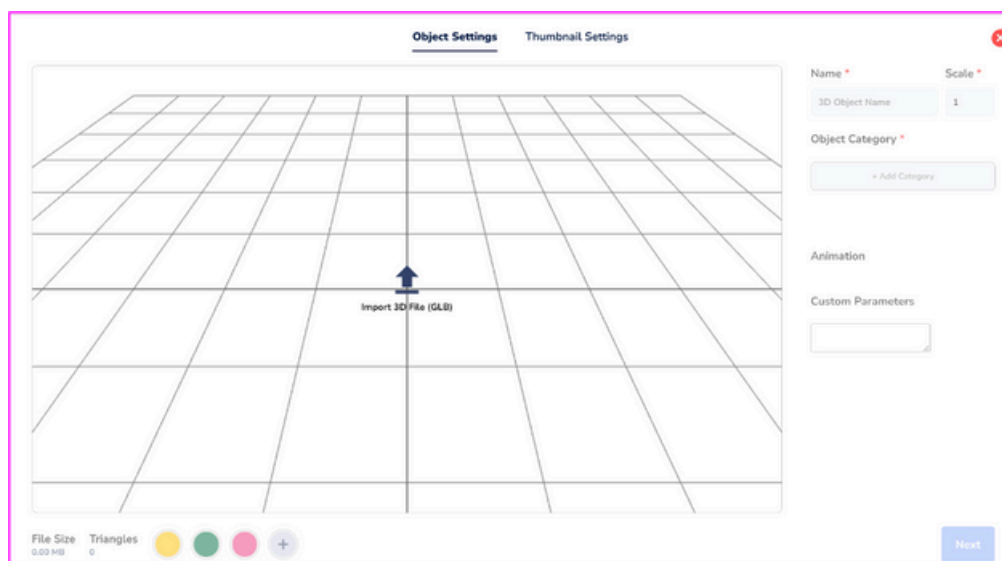 Object Settings Thumbnail Settings
Name * Scale *
3D Object Name 1
Object Category *
+ Add Category
Animation
Import 3D File (GLB)
Custom Parameters
File Size Triangles
0.00 MB 0
+
Next